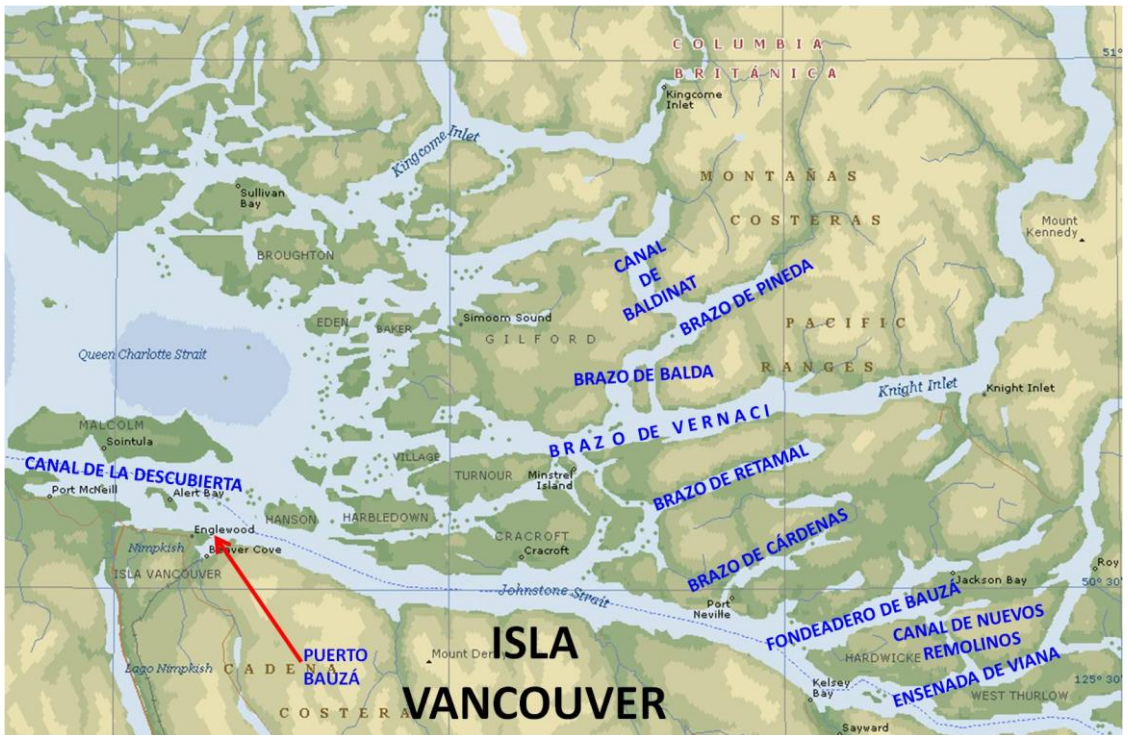 COLUMBIA
BRITÁNICA
51°
Kingcome
Inlet
Kingcome Inlet
MONTAÑAS
COSTERAS
Sullivan
Bay
Mount
Kennedy
BROUGHTON
CANAL
DE
BALDINAT
BRAZO DE PINEDA
EDEN
BAKER
Simoom Sound
GILFORD
PACIFIC
RANGES
Queen Charlotte Strait
BRAZO DE BALDA
Knight Inlet
Knight Inlet
BRAZO DE VERNACI
MALCOLM
Sointula
VILLAGE
TURNOUR
Minstrel
Island
BRAZO DE RETAMAL
CANAL DE LA DESCUBIERTA
Port McNeill
Alert Bay
HANSON
HARBLEDOWN
Englewood
CRACROFT
Cracroft
BRAZO DE CÁRDENAS
Nimpkish
Beaver Cove
ISLA VANCOUVER
Johnstone Strait
Port
Neville
Roy
Jackson Bay
50° 30'
FONDEADERO DE BAUZÁ
CANAL DE NUEVOS
REMOLINOS
HARDWICKE
ENSENADA DE VIANA
PUERTO
BAUZÁ
Lago Nimpkish
CADENA
COSTERA
ISLA
VANCOUVER
Kelsey
Bay
125° 30'
WEST THURLOW
Sayward